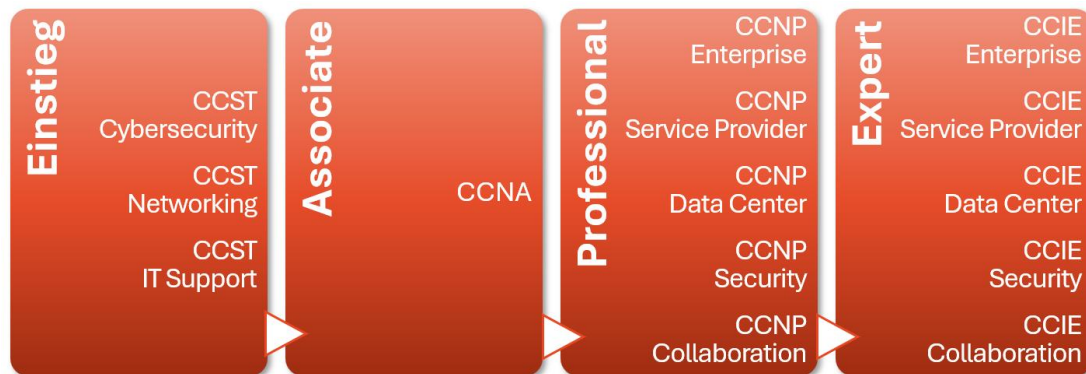 Einstieg
CCST
Cybersecurity
CCST
Networking
CCST
IT Support
Associate
CCNA
Professional
CCNP
Enterprise
CCNP
Service Provider
CCNP
Data Center
CCNP
Security
CCNP
Collaboration
Expert
CCIE
Enterprise
CCIE
Service Provider
CCIE
Data Center
CCIE
Security
CCIE
Collaboration